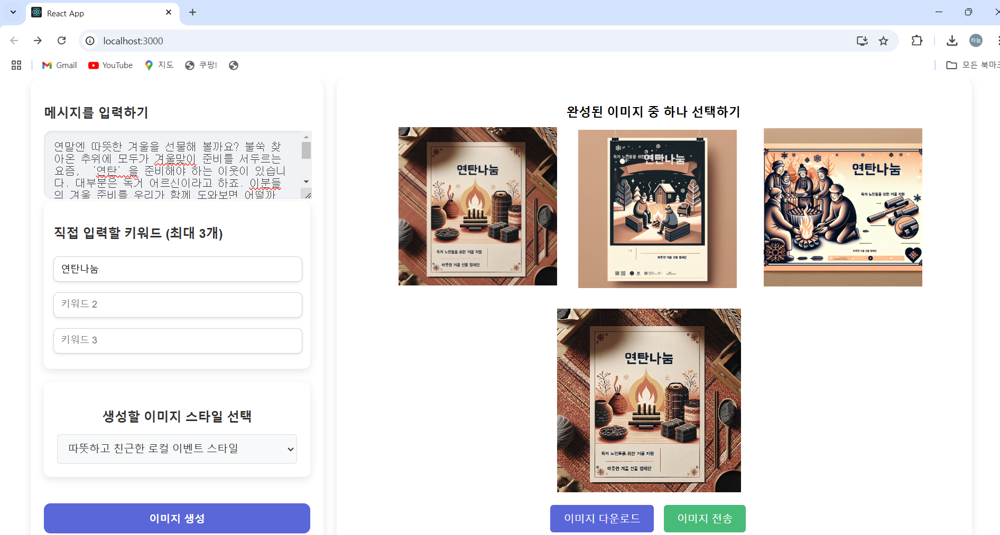 React App
localhost:3000
하늘
Gmail
YouTube
지도
쿠팡!
모든 북마크
메시지를 입력하기
연말엔 따뜻한 겨울을 선물해 볼까요? 불쑥 찾
아온 추위에 모두가 겨울맞이 준비를 서두르는
요즘, ‘연탄’을 준비해야 하는 이웃이 있습니
다. 대부분은 독거 어르신이라고 하죠. 이분들
의 겨울 준비를 우리가 함께 도와보면 어떨까
직접 입력할 키워드 (최대 3개)
연탄나눔
키워드 2
키워드 3
생성할 이미지 스타일 선택
따뜻하고 친근한 로컬 이벤트 스타일
이미지 생성
완성된 이미지 중 하나 선택하기
연탄나눔
독거 노인들을 위한 겨울 지원
따뜻한 겨울 선물 캠페인
독거 노인들을 위한
연탄나눔
따뜻한 겨울 선물 캠페인
연탄나눔
독거 노인들을 위한 겨울 지원
따뜻한 겨울 선물 캠페인
연탄나눔
독거 노인들을 위한 겨울 지원
따뜻한 겨울 선물 캠페인
이미지 다운로드
이미지 전송